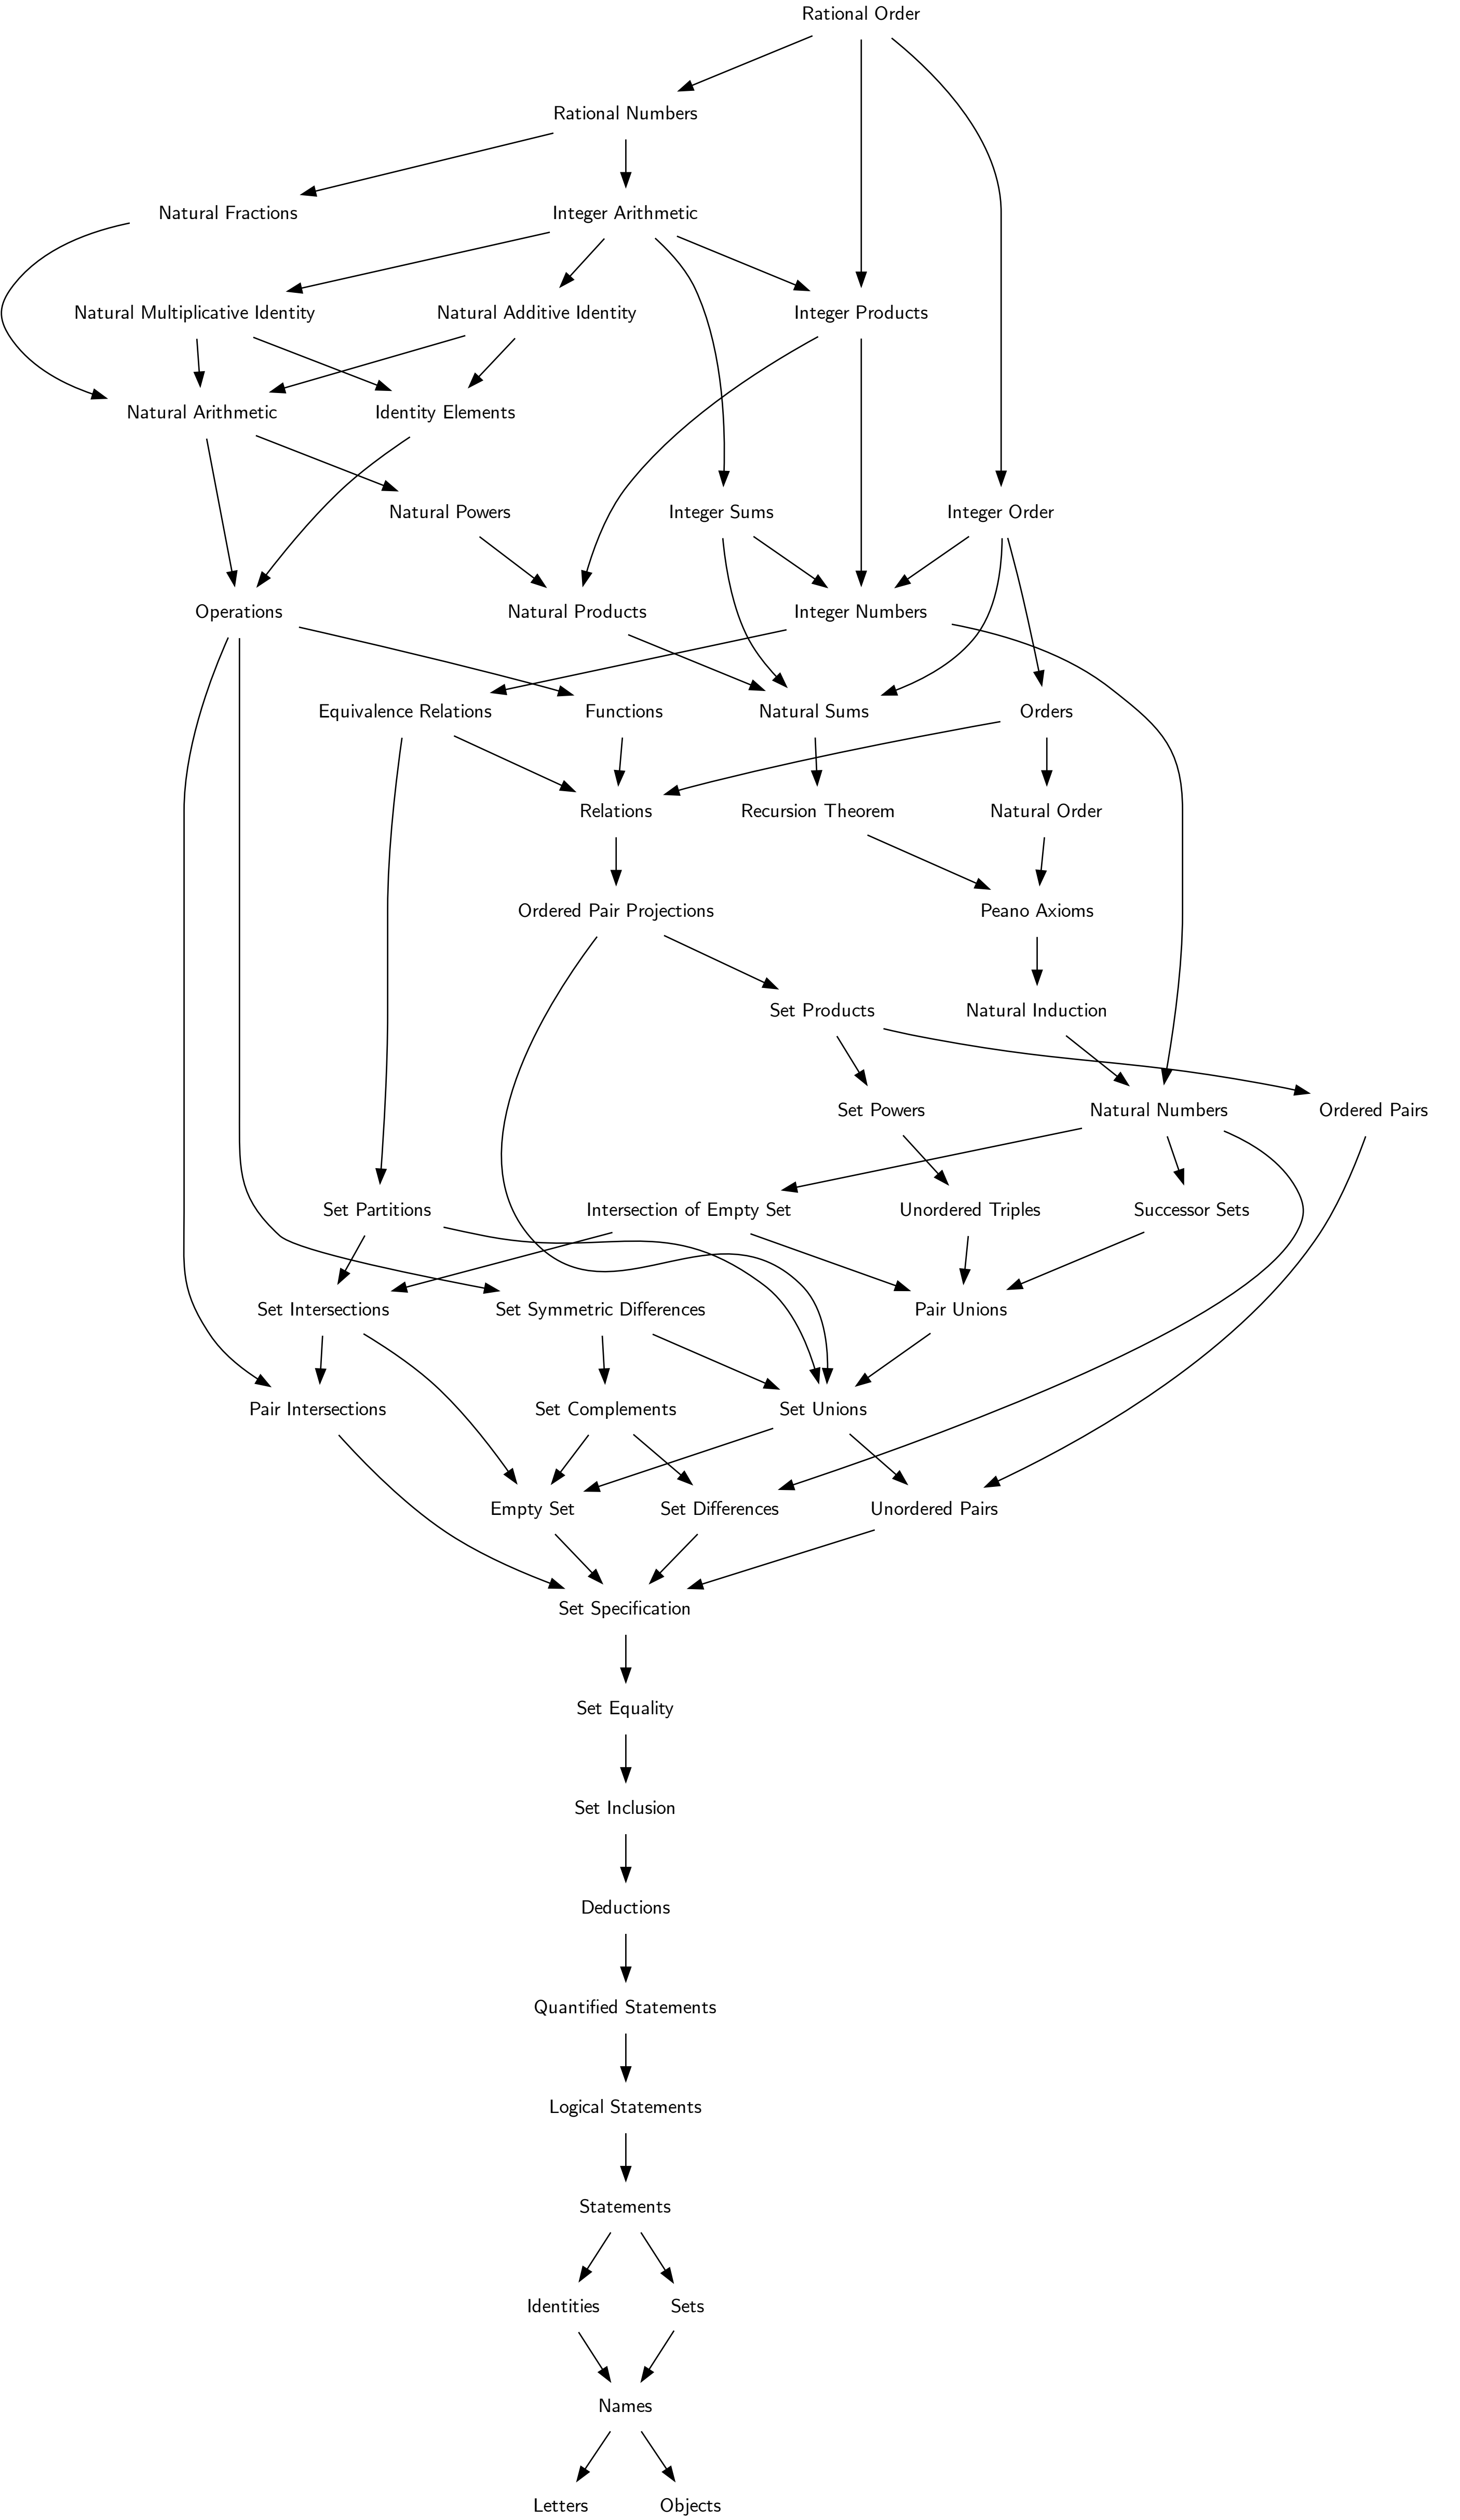 Rational Order
Rational Numbers
Natural Fractions
Integer Arithmetic
Natural Multiplicative Identity
Natural Additive Identity
Integer Products
Natural Arithmetic
Identity Elements
Natural Powers
Integer Sums
Integer Order
Operations
Natural Products
Integer Numbers
Equivalence Relations
Functions
Natural Sums
Orders
Relations
Recursion Theorem
Natural Order
Ordered Pair Projections
Peano Axioms
Set Products
Natural Induction
Set Powers
Natural Numbers
Ordered Pairs
Set Partitions
Intersection of Empty Set
Unordered Triples
Successor Sets
Set Intersections
Set Symmetric Differences
Pair Unions
Pair Intersections
Set Complements
Set Unions
Empty Set
Set Differences
Unordered Pairs
Set Specification
Set Equality
Set Inclusion
Deductions
Quantified Statements
Logical Statements
Statements
Identities
Sets
Names
Letters
Objects